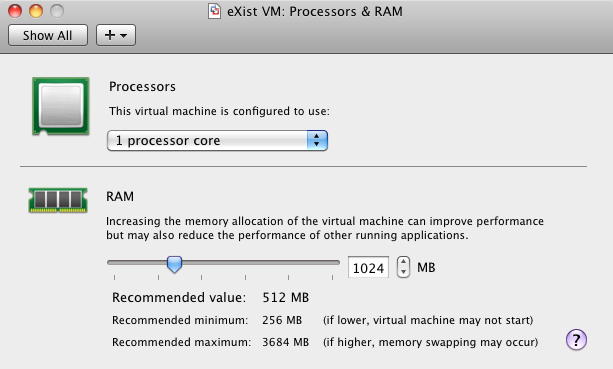 eXist VM: Processors & RAM
Show All
+
Processors
This virtual machine is configured to use:
1 processor core
RAM
Increasing the memory allocation of the virtual machine can improve performance
but may also reduce the performance of other running applications.
1024 MB
Recommended value: 512 MB
Recommended minimum: 256 MB (if lower, virtual machine may not start)
Recommended maximum: 3684 MB (if higher, memory swapping may occur)
?